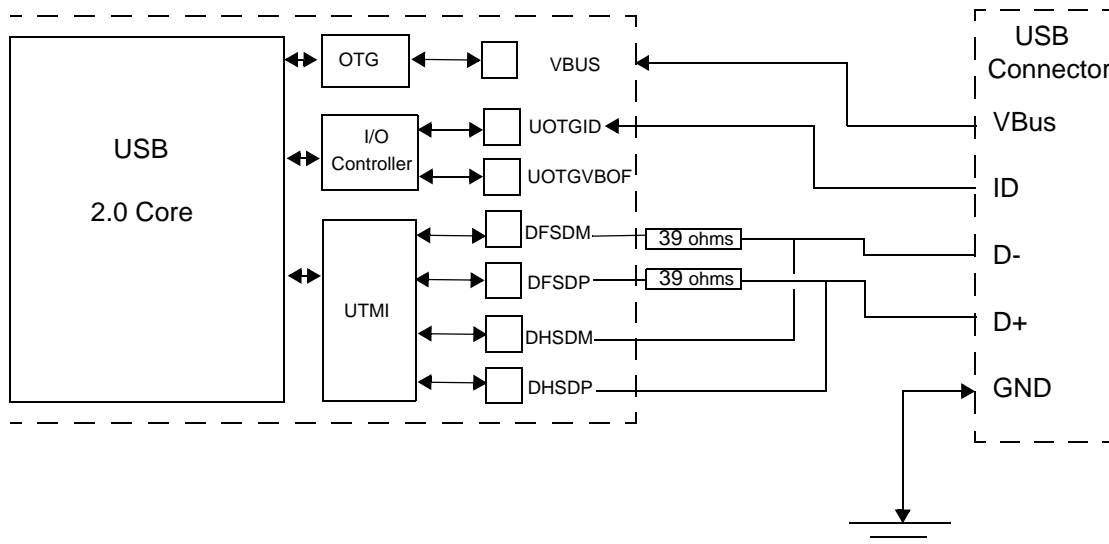 USB
2.0 Core
OTG
I/O
Controller
UTMI
VBUS
UOTGID
UOTGVBOF
DFSDM
DFSDP
DHSDM
DHSDP
39 ohms
39 ohms
USB
Connector
VBus
ID
D-
D+
GND